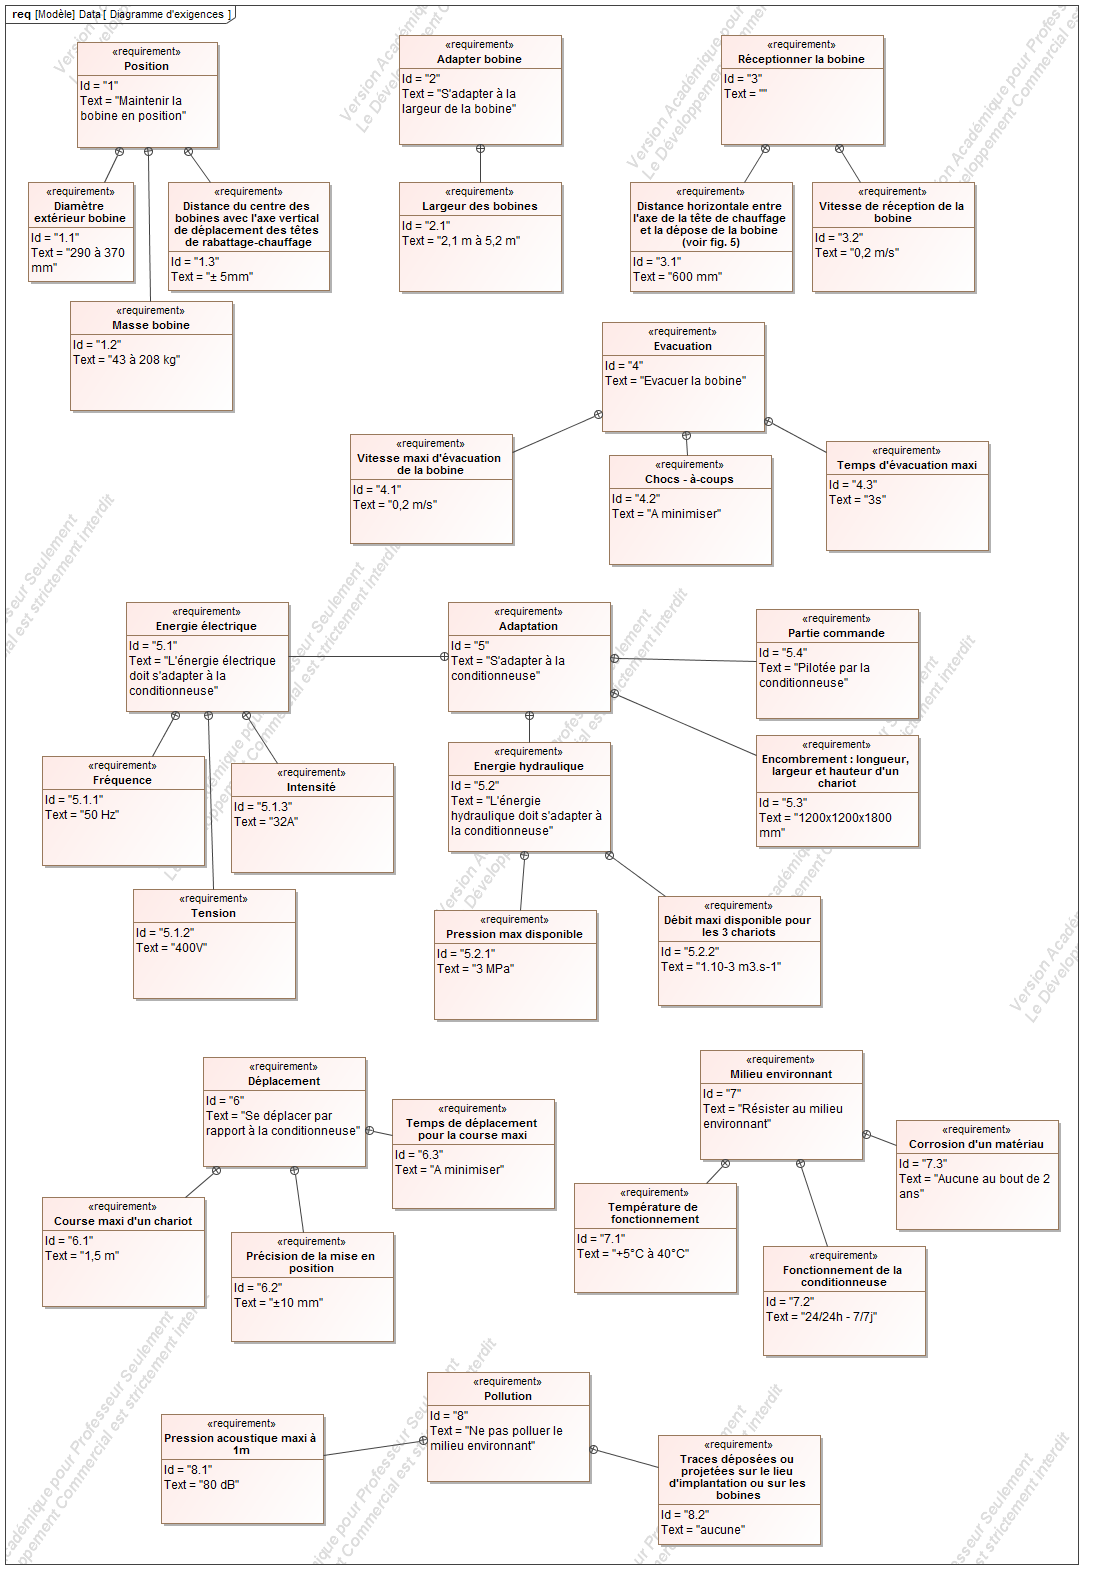 req [Modèle] Data [ Diagramme d'exigences ]
«requirement»
Position
Id = "1"
Text = "Maintenir la
bobine en position"
«requirement»
Adapter bobine
Id = "2"
Text = "S'adapter à la
largeur de la bobine"
«requirement»
Réceptionner la bobine
Id = "3"
Text = ""
«requirement»
Diamètre
extérieur bobine
Id = "1.1"
Text = "290 à 370
mm"
«requirement»
Distance du centre des
bobines avec l'axe vertical
de déplacement des têtes
de rabattage-chauffage
Id = "1.3"
Text = "± 5mm"
«requirement»
Largeur des bobines
Id = "2.1"
Text = "2,1 m à 5,2 m"
«requirement»
Distance horizontale entre
l'axe de la tête de chauffage
et la dépose de la bobine
(voir fig. 5)
Id = "3.1"
Text = "600 mm"
«requirement»
Vitesse de réception de la
bobine
Id = "3.2"
Text = "0,2 m/s"
«requirement»
Masse bobine
Id = "1.2"
Text = "43 à 208 kg"
«requirement»
Evacuation
Id = "4"
Text = "Evacuer la bobine"
«requirement»
Vitesse maxi d'évacuation
de la bobine
Id = "4.1"
Text = "0,2 m/s"
«requirement»
Chocs - à-coups
Id = "4.2"
Text = "A minimiser"
«requirement»
Temps d'évacuation maxi
Id = "4.3"
Text = "3s"
«requirement»
Energie électrique
Id = "5.1"
Text = "L'énergie électrique
doit s'adapter à la
conditionneuse"
«requirement»
Adaptation
Id = "5"
Text = "S'adapter à la
conditionneuse"
«requirement»
Partie commande
Id = "5.4"
Text = "Pilotée par la
conditionneuse"
«requirement»
Fréquence
Id = "5.1.1"
Text = "50 Hz"
«requirement»
Intensité
Id = "5.1.3"
Text = "32A"
«requirement»
Energie hydraulique
Id = "5.2"
Text = "L'énergie
hydraulique doit s'adapter à
la conditionneuse"
«requirement»
Encombrement : longueur,
largeur et hauteur d'un
chariot
Id = "5.3"
Text = "1200x1200x1800
mm"
«requirement»
Tension
Id = "5.1.2"
Text = "400V"
«requirement»
Pression max disponible
Id = "5.2.1"
Text = "3 MPa"
«requirement»
Débit maxi disponible pour
les 3 chariots
Id = "5.2.2"
Text = "1.10-3 m3.s-1"
«requirement»
Déplacement
Id = "6"
Text = "Se déplacer par
rapport à la conditionneuse"
«requirement»
Temps de déplacement
pour la course maxi
Id = "6.3"
Text = "A minimiser"
«requirement»
Milieu environnant
Id = "7"
Text = "Résister au milieu
environnant"
«requirement»
Corrosion d'un matériau
Id = "7.3"
Text = "Aucune au bout de 2
ans"
«requirement»
Course maxi d'un chariot
Id = "6.1"
Text = "1,5 m"
«requirement»
Précision de la mise en
position
Id = "6.2"
Text = "±10 mm"
«requirement»
Température de
fonctionnement
Id = "7.1"
Text = "+5°C à 40°C"
«requirement»
Fonctionnement de la
conditionneuse
Id = "7.2"
Text = "24/24h - 7/7j"
«requirement»
Pollution
Id = "8"
Text = "Ne pas polluer le
milieu environnant"
«requirement»
Pression acoustique maxi à
1m
Id = "8.1"
Text = "80 dB"
«requirement»
Traces déposées ou
projetées sur le lieu
d'implantation ou sur les
bobines
Id = "8.2"
Text = "aucune"